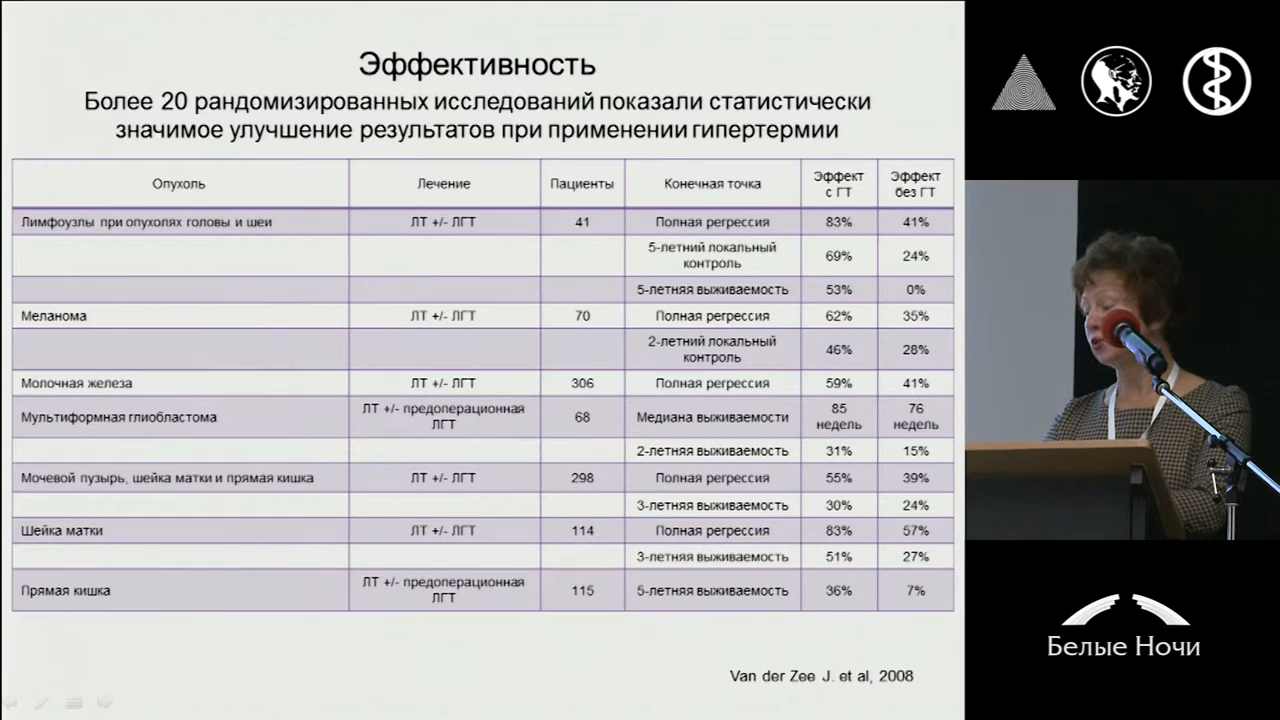 Эффективность
Более 20 рандомизированных исследований показали статистически
значимое улучшение результатов при применении гипертермии
Опухоль Лечение Пациенты Конечная точка Эффект с ГТ Эффект без ГТ
Лимфоузлы при опухолях головы и шеи ЛТ +/- ЛГТ 41 Полная регрессия 83% 41%
5-летний локальный контроль 69% 24%
5-летняя выживаемость 53% 0%
Меланома ЛТ +/- ЛГТ 70 Полная регрессия 62% 35%
2-летний локальный контроль 46% 28%
Молочная железа ЛТ +/- ЛГТ 306 Полная регрессия 59% 41%
Мультиформная глиобластома ЛТ +/- предоперационная ЛГТ 68 Медиана выживаемости 85 недель 76 недель
2-летняя выживаемость 31% 15%
Мочевой пузырь, шейка матки и прямая кишка ЛТ +/- ЛГТ 298 Полная регрессия 55% 39%
3-летняя выживаемость 30% 24%
Шейка матки ЛТ +/- ЛГТ 114 Полная регрессия 83% 57%
3-летняя выживаемость 51% 27%
Прямая кишка ЛТ +/- предоперационная ЛГТ 115 5-летняя выживаемость 36% 7%
Van der Zee J. et al, 2008
Белые Ночи